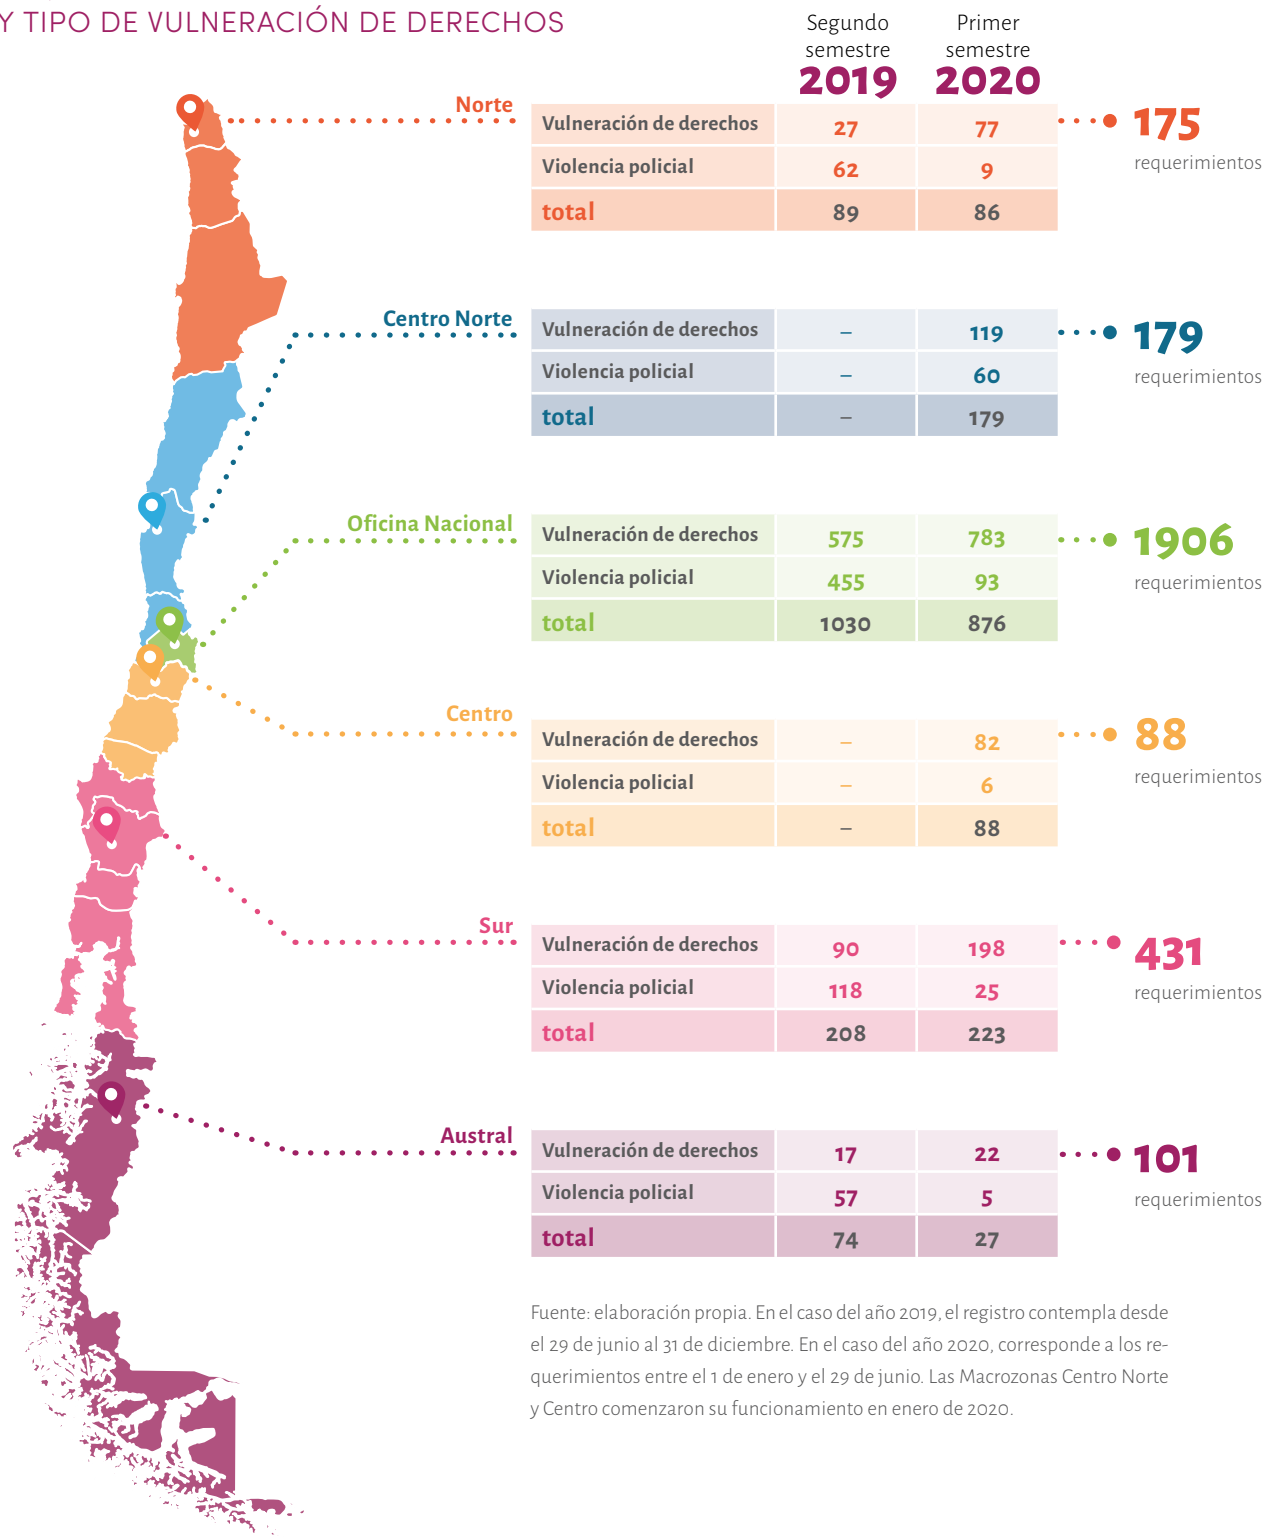 Y TIPO DE VULNERACIÓN DE DERECHOS
Segundo semestre 2019
Primer semestre 2020
Norte
Vulneración de derechos 27 77
Violencia policial 62 9
total 89 86
175
requerimientos
Centro Norte
Vulneración de derechos – 119
Violencia policial – 60
total – 179
179
requerimientos
Oficina Nacional
Vulneración de derechos 575 783
Violencia policial 455 93
total 1030 876
1906
requerimientos
Centro
Vulneración de derechos – 82
Violencia policial – 6
total – 88
88
requerimientos
Sur
Vulneración de derechos 90 198
Violencia policial 118 25
total 208 223
431
requerimientos
Austral
Vulneración de derechos 17 22
Violencia policial 57 5
total 74 27
101
requerimientos
Fuente: elaboración propia. En el caso del año 2019, el registro contempla desde
el 29 de junio al 31 de diciembre. En el caso del año 2020, corresponde a los re-
querimientos entre el 1 de enero y el 29 de junio. Las Macrozonas Centro Norte
y Centro comenzaron su funcionamiento en enero de 2020.